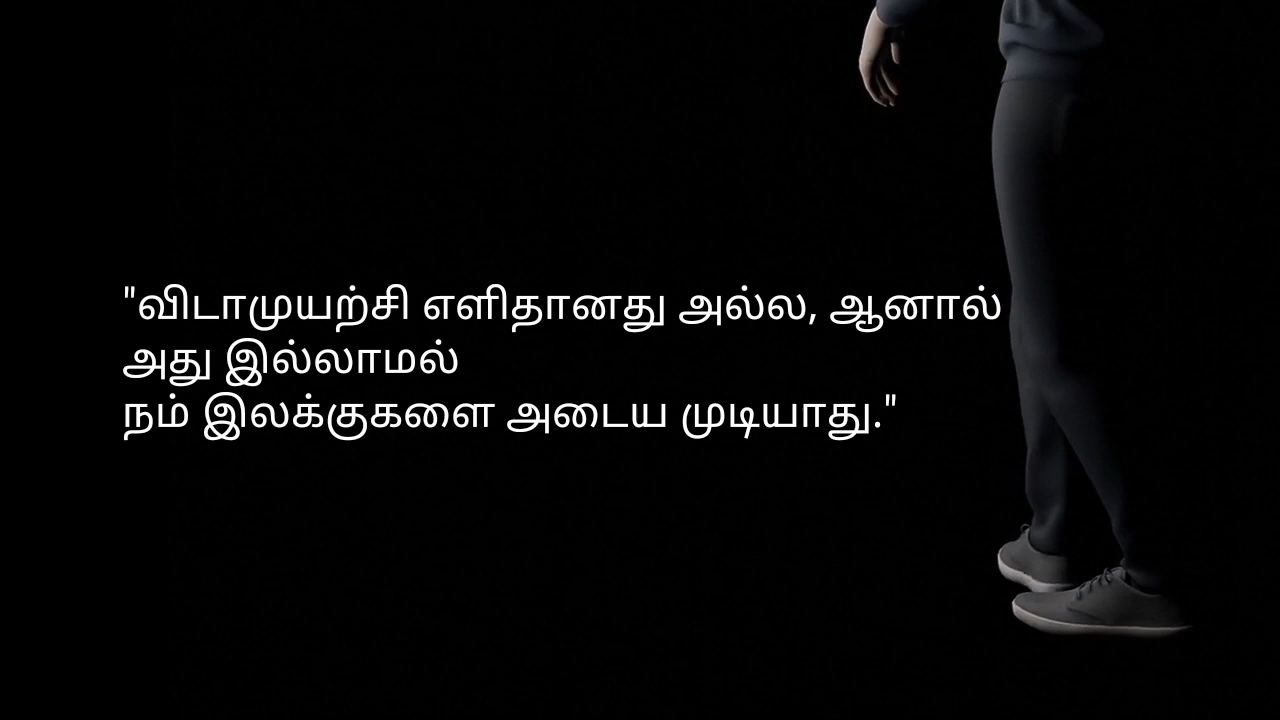 "விடாமுயற்சி எளிதானது அல்ல, ஆனால்
அது இல்லாமல்
நம் இலக்குகளை அடைய முடியாது."